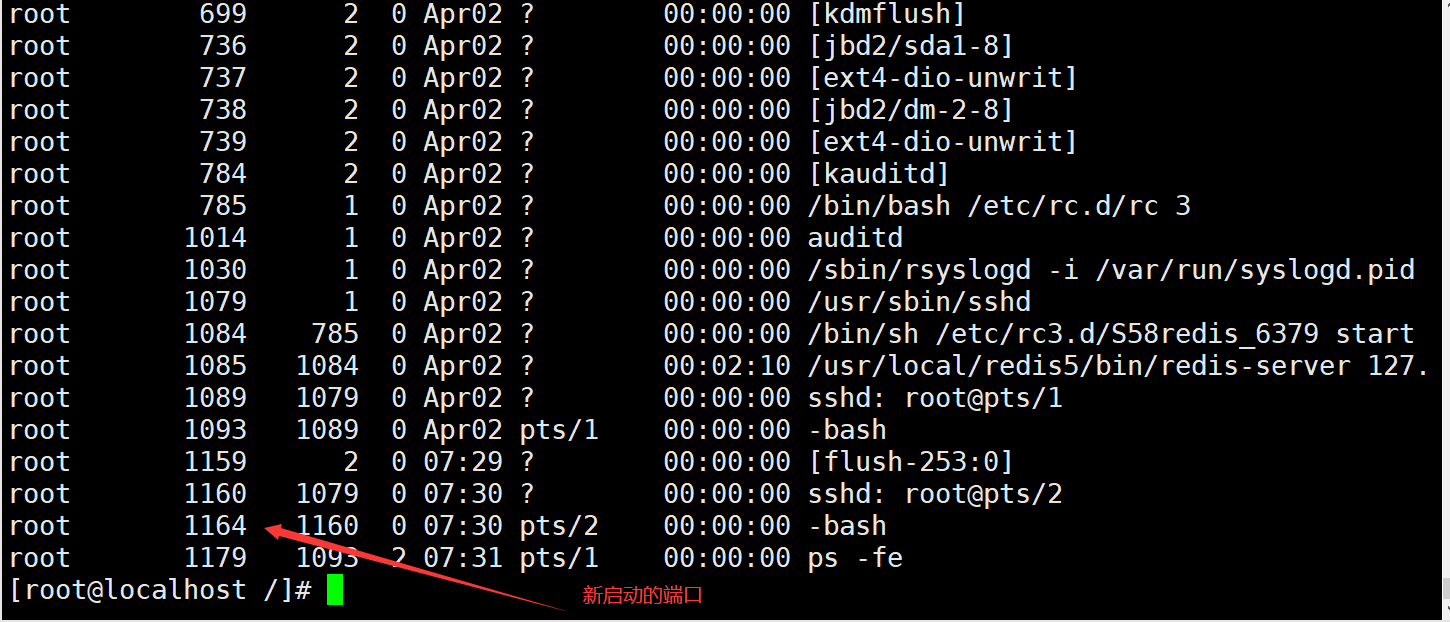 root 699 2 0 Apr02 ? 00:00:00 [kdmflush]
root 736 2 0 Apr02 ? 00:00:00 [jbd2/sda1-8]
root 737 2 0 Apr02 ? 00:00:00 [ext4-dio-unwrit]
root 738 2 0 Apr02 ? 00:00:00 [jbd2/dm-2-8]
root 739 2 0 Apr02 ? 00:00:00 [ext4-dio-unwrit]
root 784 2 0 Apr02 ? 00:00:00 [kauditd]
root 785 1 0 Apr02 ? 00:00:00 /bin/bash /etc/rc.d/rc 3
root 1014 1 0 Apr02 ? 00:00:00 auditd
root 1030 1 0 Apr02 ? 00:00:00 /sbin/rsyslogd -i /var/run/syslogd.pid
root 1079 1 0 Apr02 ? 00:00:00 /usr/sbin/sshd
root 1084 785 0 Apr02 ? 00:00:00 /bin/sh /etc/rc3.d/S58redis_6379 start
root 1085 1084 0 Apr02 ? 00:02:10 /usr/local/redis5/bin/redis-server 127.
root 1089 1079 0 Apr02 ? 00:00:00 sshd: root@pts/1
root 1093 1089 0 Apr02 pts/1 00:00:00 -bash
root 1159 2 0 07:29 ? 00:00:00 [flush-253:0]
root 1160 1079 0 07:30 ? 00:00:00 sshd: root@pts/2
root 1164 1160 0 07:30 pts/2 00:00:00 -bash
root 1179 1093 2 07:31 pts/1 00:00:00 ps -fe
[root@localhost /]#
新启动的端口